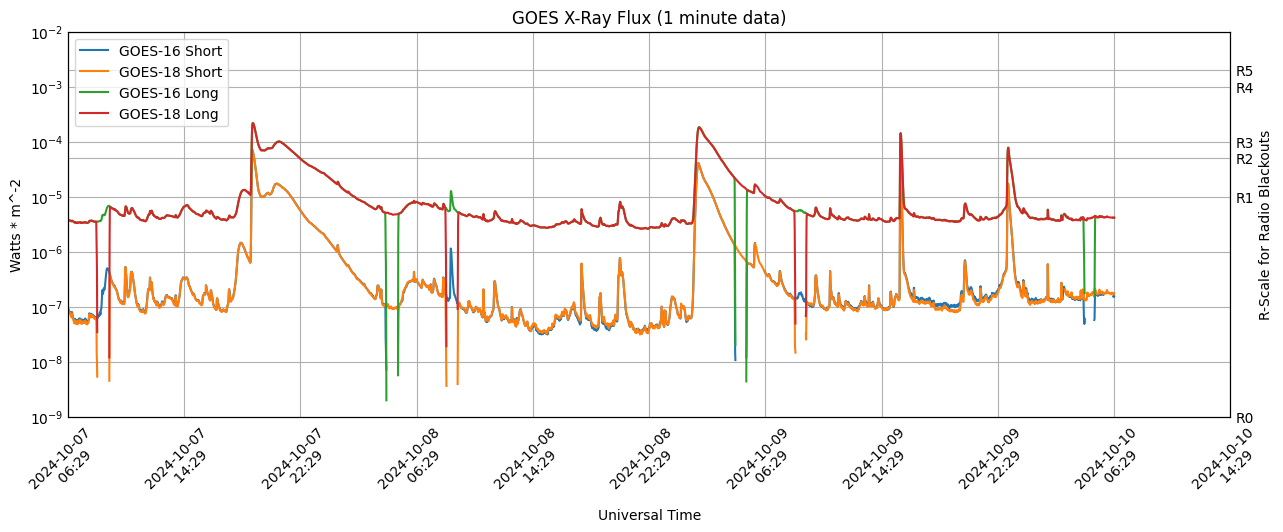 GOES X-Ray Flux (1 minute data)
GOES-16 Short
GOES-18 Short
GOES-16 Long
GOES-18 Long
Watts * m^-2
10^-2
10^-3
10^-4
10^-5
10^-6
10^-7
10^-8
10^-9
R5
R4
R3
R2
R1
R0
R-Scale for Radio Blackouts
2024-10-07
06:29
2024-10-07
14:29
2024-10-07
22:29
2024-10-08
06:29
2024-10-08
14:29
2024-10-08
22:29
2024-10-09
06:29
2024-10-09
14:29
2024-10-09
22:29
2024-10-10
06:29
2024-10-10
14:29
Universal Time